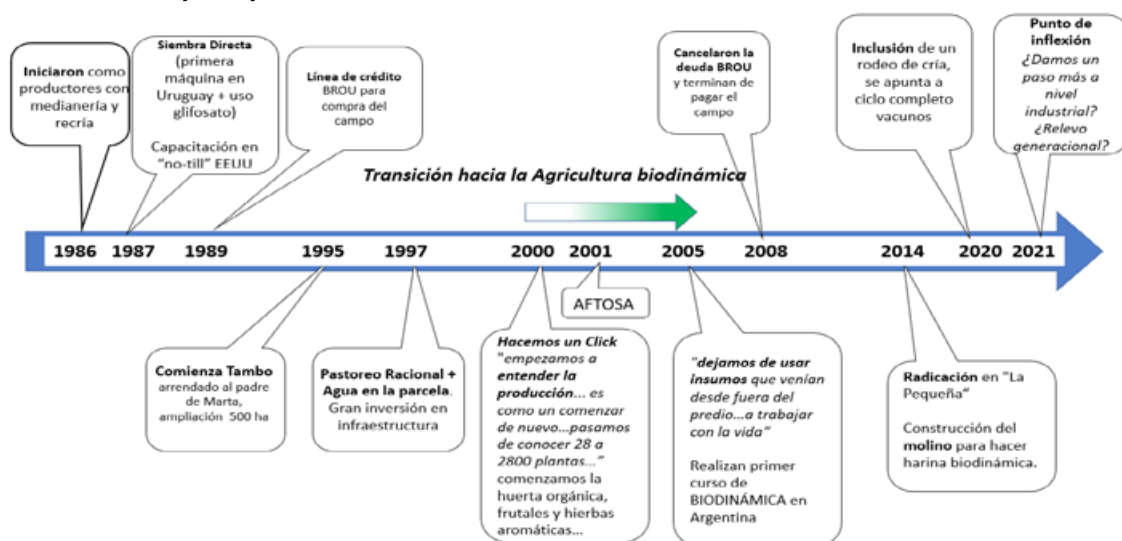 Iniciaron como
productores con
medianería y
recría
Siembra Directa
(primera
máquina en
Uruguay + uso
glifosato)
Capacitación en
"no-till" EEUU
Línea de crédito
BROU para
compra del
campo
Cancelaron la
deuda BROU
y terminan de
pagar el
campo
Inclusión de un
rodeo de cría,
se apunta a
ciclo completo
vacunos
Punto de
inflexión
¿Damos un
paso más a
nivel
industrial?
¿Relevo
generacional?
Transición hacia la Agricultura biodinámica
1986 1987 1989 1995 1997 2000 2001 2005 2008 2014 2020 2021
AFTOSA
Comienza Tambo
arrendado al padre
de Marta,
ampliación 500 ha
Pastoreo Racional +
Agua en la parcela.
Gran inversión en
infraestructura
Hacemos un Click
"empezamos a
entender la
producción... es
como un comenzar
de nuevo...pasamos
de conocer 28 a
2800 plantas..."
comenzamos la
huerta orgánica,
frutales y hierbas
aromáticas...
"dejamos de usar
insumos que venían
desde fuera del
predio...a trabajar
con la vida"
Realizan primer
curso de
BIODINÁMICA en
Argentina
Radicación en "La
Pequeña"
Construcción del
molino para hacer
harina biodinámica.